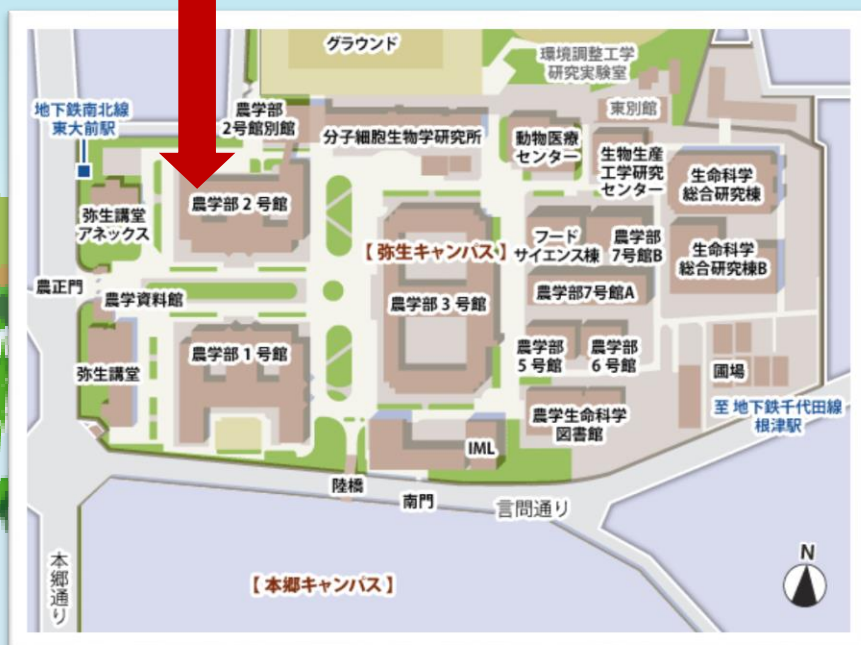 グラウンド
環境調整工学
研究実験室
地下鉄南北線
東大前駅
農学部
2号館別館
分子細胞生物学研究所
動物医療
センター
東別館
生物生産
工学研究
センター
生命科学
総合研究棟
弥生講堂
アネックス
農学部 2 号館
【 弥生キャンパス 】
フード
サイエンス棟
農学部
7号館B
生命科学
総合研究棟B
農正門
農学資料館
農学部 3 号館
農学部7号館A
弥生講堂
農学部 1 号館
農学部
5 号館
農学部
6 号館
圃場
至 地下鉄千代田線
根津駅
農学生命科学
図書館
IML
陸橋
南門
言問通り
本郷通り
【 本郷キャンパス 】
N